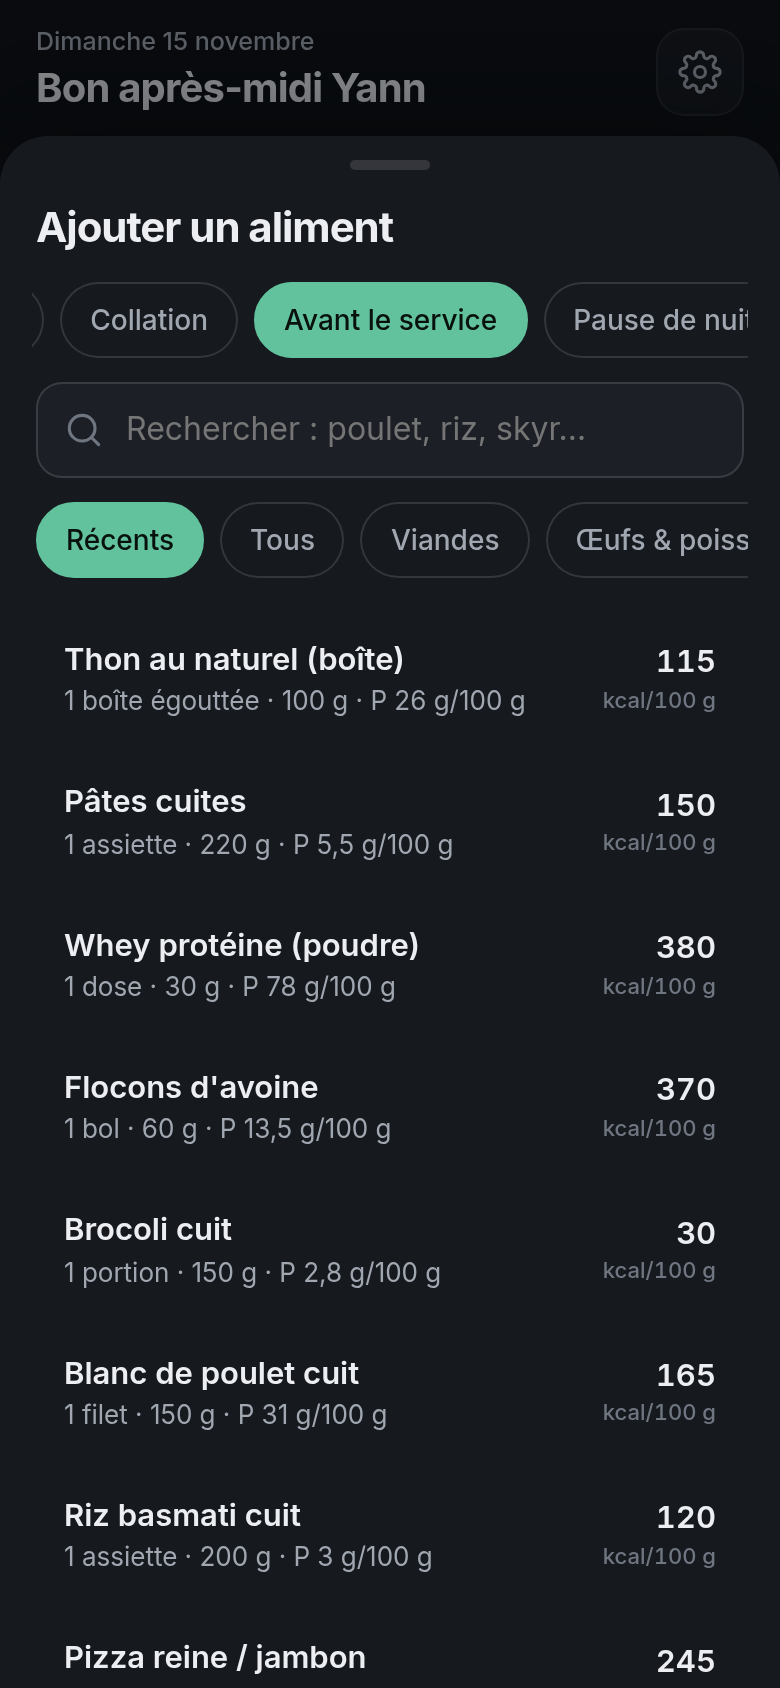 Dimanche 15 novembre
Bon après-midi Yann
Ajouter un aliment
Collation
Avant le service
Pause de nuit
Rechercher : poulet, riz, skyr...
Récents
Tous
Viandes
Œufs & poiss
Thon au naturel (boîte)
115
1 boîte égouttée · 100 g · P 26 g/100 g
kcal/100 g
Pâtes cuites
150
1 assiette · 220 g · P 5,5 g/100 g
kcal/100 g
Whey protéine (poudre)
380
1 dose · 30 g · P 78 g/100 g
kcal/100 g
Flocons d'avoine
370
1 bol · 60 g · P 13,5 g/100 g
kcal/100 g
Brocoli cuit
30
1 portion · 150 g · P 2,8 g/100 g
kcal/100 g
Blanc de poulet cuit
165
1 filet · 150 g · P 31 g/100 g
kcal/100 g
Riz basmati cuit
120
1 assiette · 200 g · P 3 g/100 g
kcal/100 g
Pizza reine / jambon
245